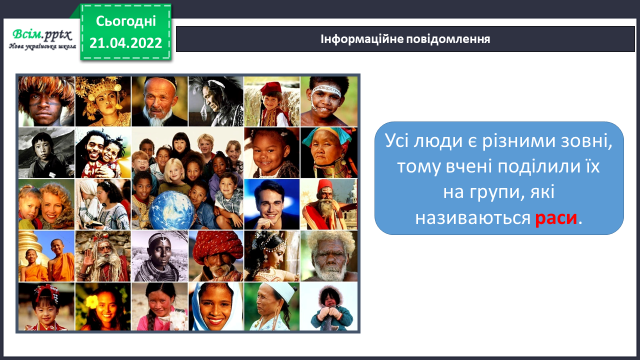 Всім.pptx
Нова українська школа
Сьогодні
21.04.2022
Інформаційне повідомлення
Усі люди є різними зовні,
тому вчені поділили їх
на групи, які
називаються раси.